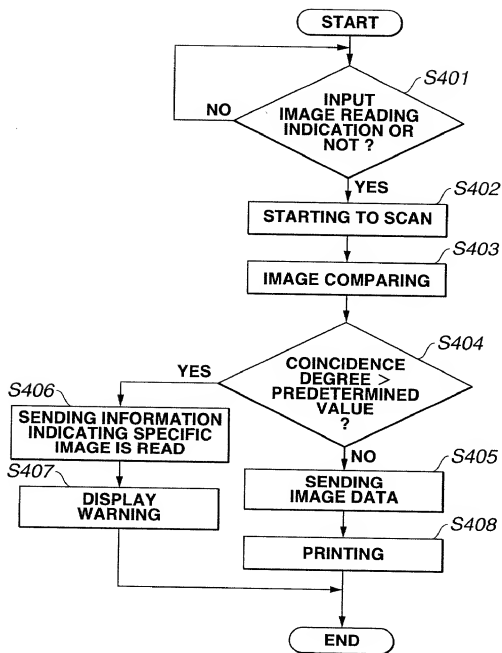 START
S401
INPUT
IMAGE READING
INDICATION OR
NOT ?
NO
YES
S402
STARTING TO SCAN
S403
IMAGE COMPARING
S404
COINCIDENCE
DEGREE >
PREDETERMINED
VALUE
?
YES
S406
SENDING INFORMATION
INDICATING SPECIFIC
IMAGE IS READ
S407
DISPLAY
WARNING
NO
S405
SENDING
IMAGE DATA
S408
PRINTING
END